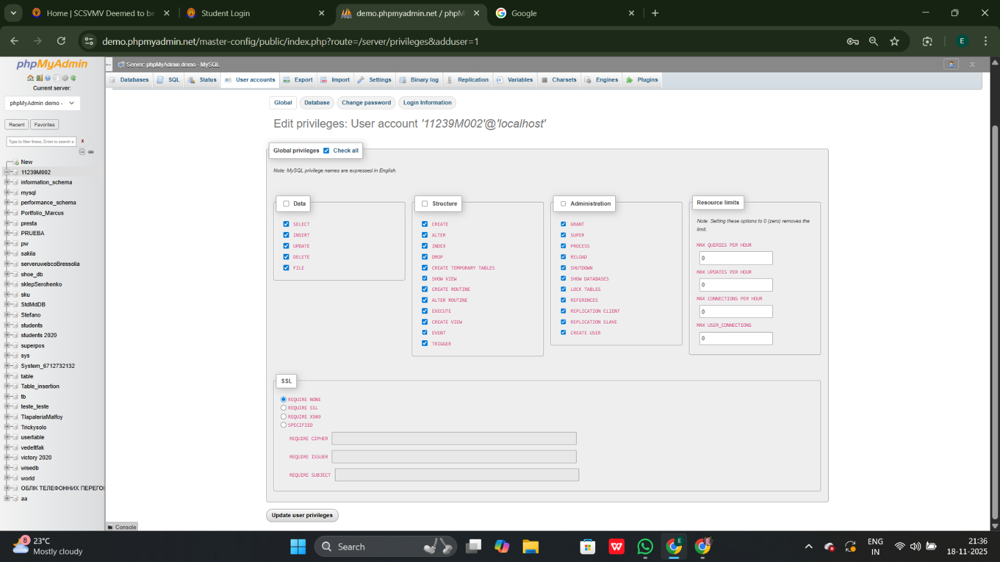 Home | SCSVMV Deemed to be
Student Login
demo.phpmyadmin.net / phpM
Google
demo.phpmyadmin.net/master-config/public/index.php?route=/server/privileges&adduser=1
E
phpMyAdmin
Current server:
phpMyAdmin demo -
Recent
Favorites
Type to filter these, Enter to search a
X
New
11239M002
information_schema
mysql
performance_schema
Portfolio_Marcus
presta
PRUEBA
pw
sakila
serveruwebcoBressolia
shoe_db
sklepSerohenko
sku
StdMdDB
Stefano
students
students 2020
superpos
sys
System_6712732132
table
Table_insertion
tb
teste_teste
TlapaleriaMalfoy
Trickysolo
usertable
vedettfak
victory 2020
wisedb
world
ОБЛІК ТЕЛЕФОННИХ ПЕРЕГО
aa
Server: phpMyAdmin demo - MySQL
Databases
SQL
Status
User accounts
Export
Import
Settings
Binary log
Replication
Variables
Charsets
Engines
Plugins
Global
Database
Change password
Login Information
Edit privileges: User account '11239M002'@'localhost'
Global privileges
Check all
Note: MySQL privilege names are expressed in English.
Data
SELECT
INSERT
UPDATE
DELETE
FILE
Structure
CREATE
ALTER
INDEX
DROP
CREATE TEMPORARY TABLES
SHOW VIEW
CREATE ROUTINE
ALTER ROUTINE
EXECUTE
CREATE VIEW
EVENT
TRIGGER
Administration
GRANT
SUPER
PROCESS
RELOAD
SHUTDOWN
SHOW DATABASES
LOCK TABLES
REFERENCES
REPLICATION CLIENT
REPLICATION SLAVE
CREATE USER
Resource limits
Note: Setting these options to 0 (zero) removes the
limit.
MAX QUERIES PER HOUR
0
MAX UPDATES PER HOUR
0
MAX CONNECTIONS PER HOUR
0
MAX USER_CONNECTIONS
0
SSL
REQUIRE NONE
REQUIRE SSL
REQUIRE X509
SPECIFIED
REQUIRE CIPHER
REQUIRE ISSUER
REQUIRE SUBJECT
Update user privileges
Console
8
23°C
Mostly cloudy
Search
W
E
ENG
IN
21:36
18-11-2025